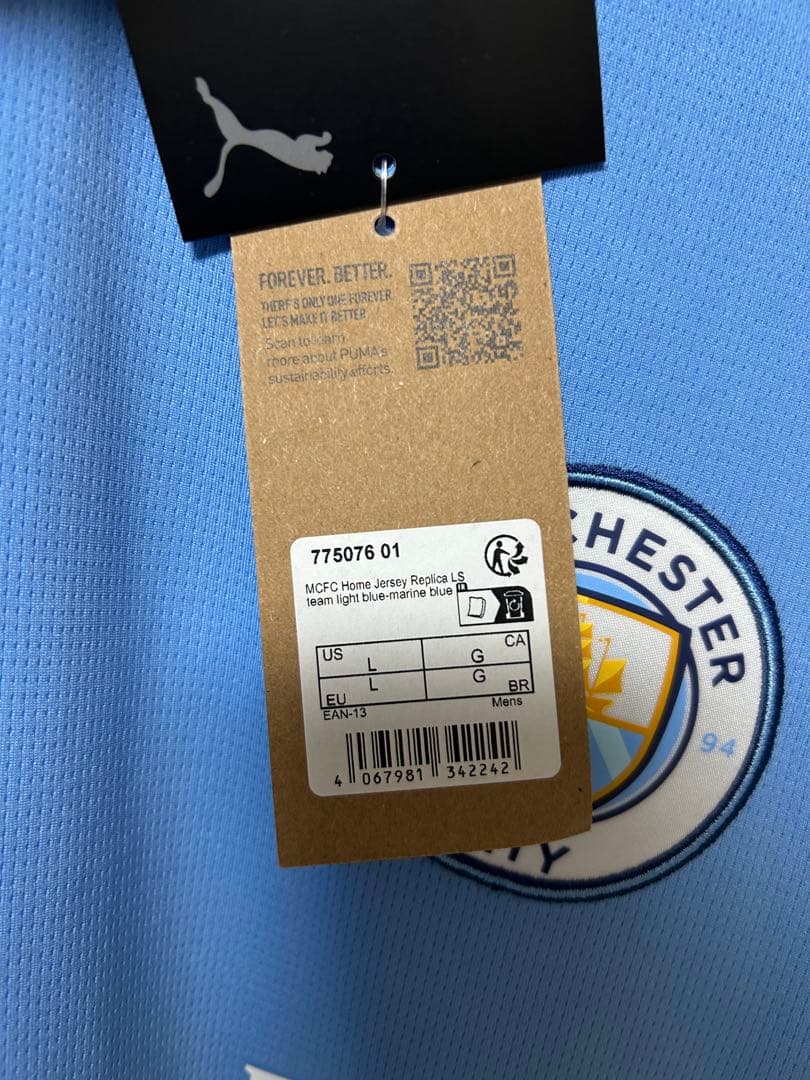 FOREVER. BETTER.
THERE'S ONLY ONE FOREVER.
LET'S MAKE IT BETTER
Scan to learn
more about PUMA's
sustainability efforts.
775076 01
MCFC Home Jersey Replica LS
team light blue-marine blue
US L G CA
EU L G BR
EAN-13 Mens
4 067981 342242
CHESTER
94